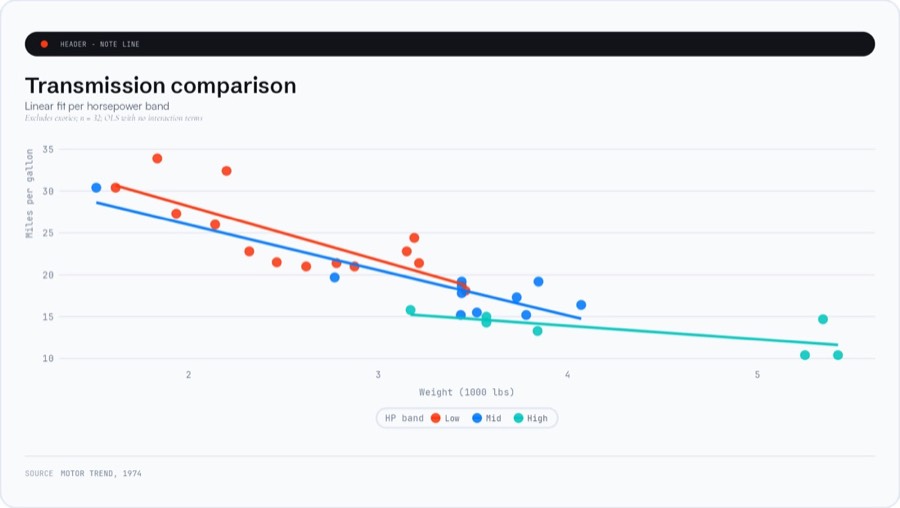 HEADER · NOTE LINE
Transmission comparison
Linear fit per horsepower band
Excludes exotics; n = 32; OLS with no interaction terms
Miles per gallon
35
30
25
20
15
10
2 3 4 5
Weight (1000 lbs)
HP band Low Mid High
SOURCE MOTOR TREND, 1974